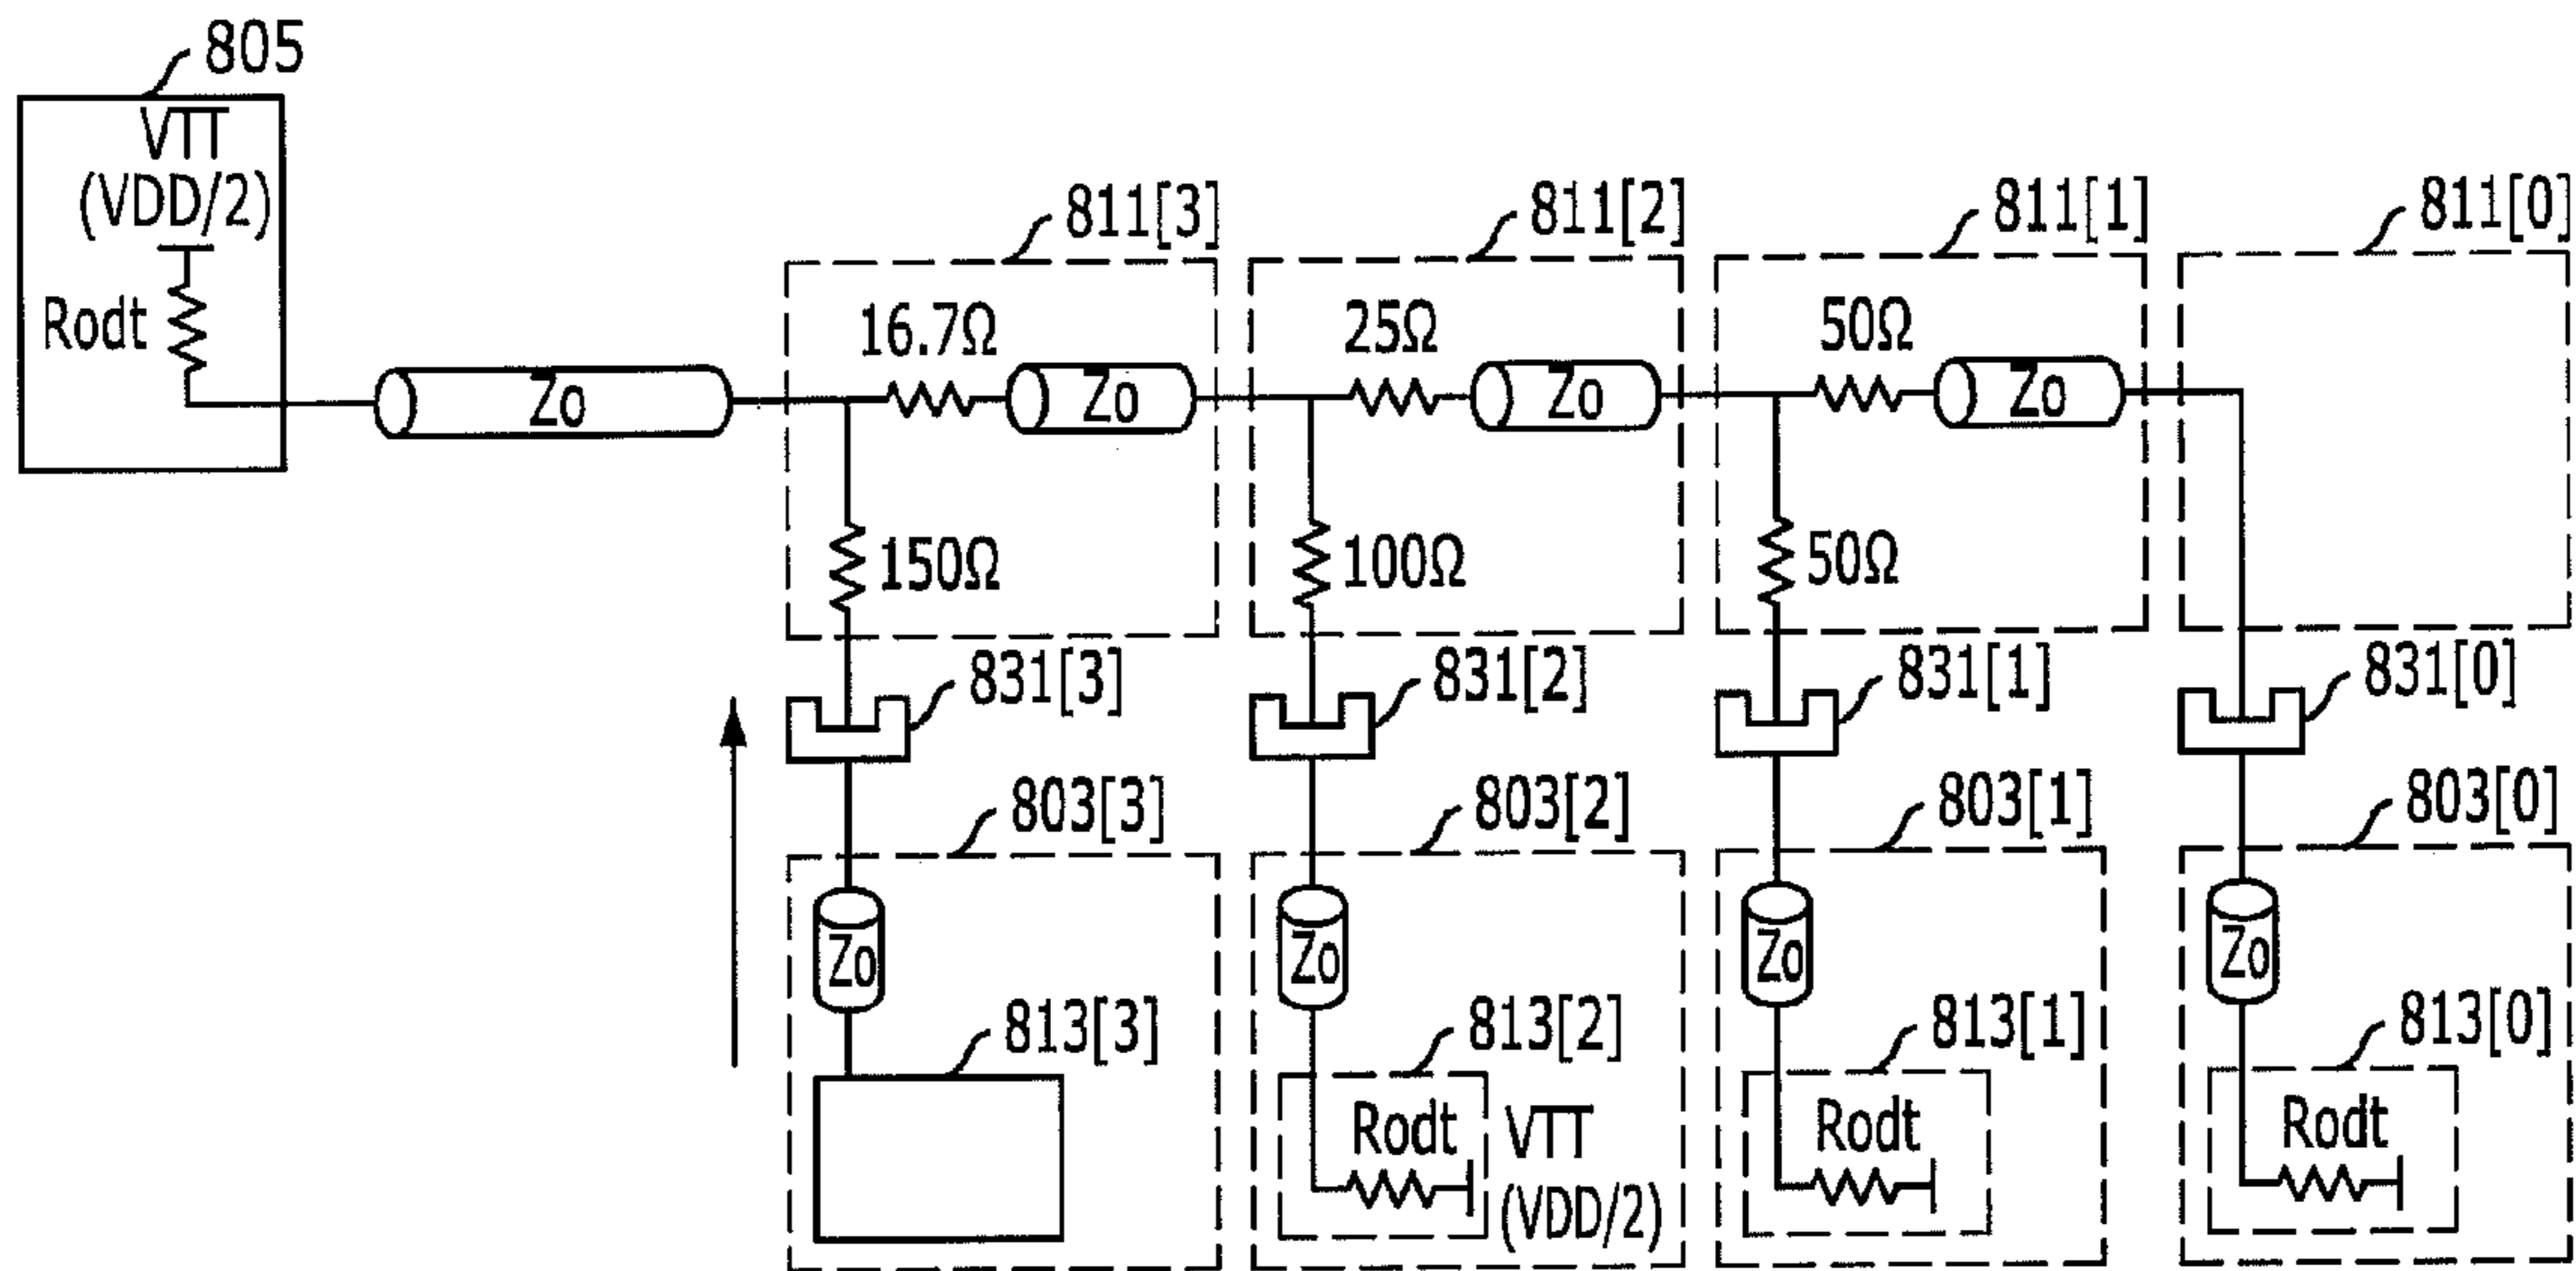 805
VTT
(VDD/2)
Rodt
Zo
811[3]
811[2]
811[1]
811[0]
16.7Ω
Zo
25Ω
Zo
50Ω
Zo
150Ω
100Ω
50Ω
831[3]
831[2]
831[1]
831[0]
803[3]
803[2]
803[1]
803[0]
Zo
Zo
Zo
Zo
813[3]
813[2]
813[1]
813[0]
Rodt
VTT
(VDD/2)
Rodt
Rodt